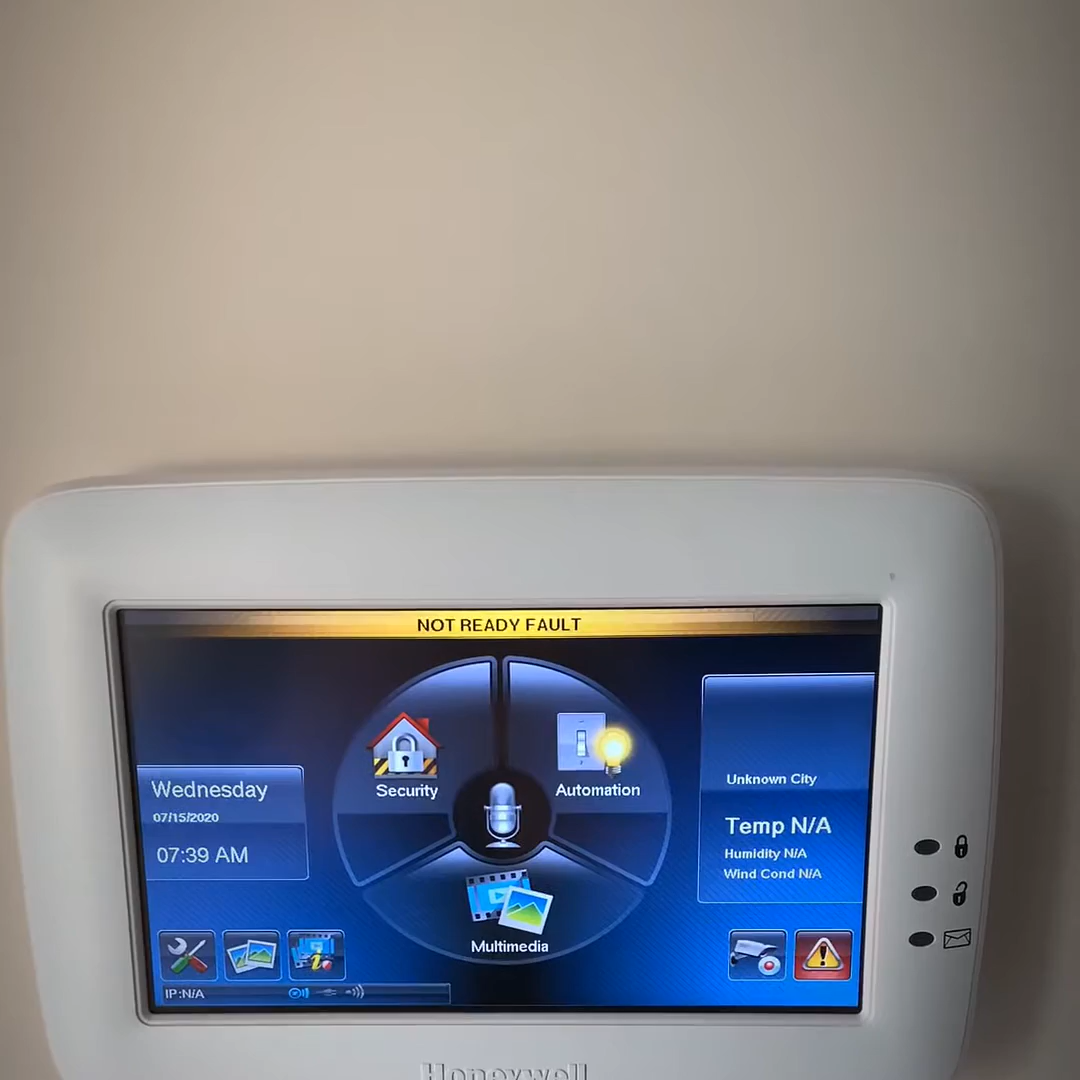 NOT READY FAULT
Security
Automation
Unknown City
Wednesday
07/15/2020
07:39 AM
Temp N/A
Humidity N/A
Wind Cond N/A
Multimedia
IP:N/A
Honeywell